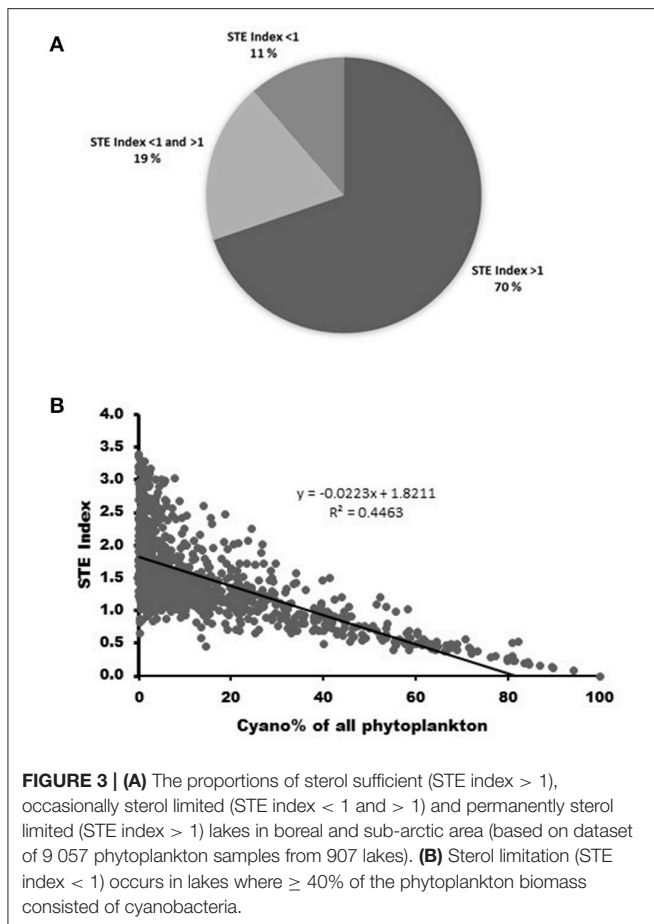 A
STE Index <1
11 %
STE Index <1 and >1
19 %
STE Index >1
70 %
B
STE Index
4.0
3.5
3.0
2.5
2.0
1.5
1.0
0.5
0.0
y = -0.0223x + 1.8211
R² = 0.4463
0 20 40 60 80 100
Cyano% of all phytoplankton
FIGURE 3 | (A) The proportions of sterol sufficient (STE index > 1),
occasionally sterol limited (STE index < 1 and > 1) and permanently sterol
limited (STE index > 1) lakes in boreal and sub-arctic area (based on dataset
of 9 057 phytoplankton samples from 907 lakes). (B) Sterol limitation (STE
index < 1) occurs in lakes where ≥ 40% of the phytoplankton biomass
consisted of cyanobacteria.